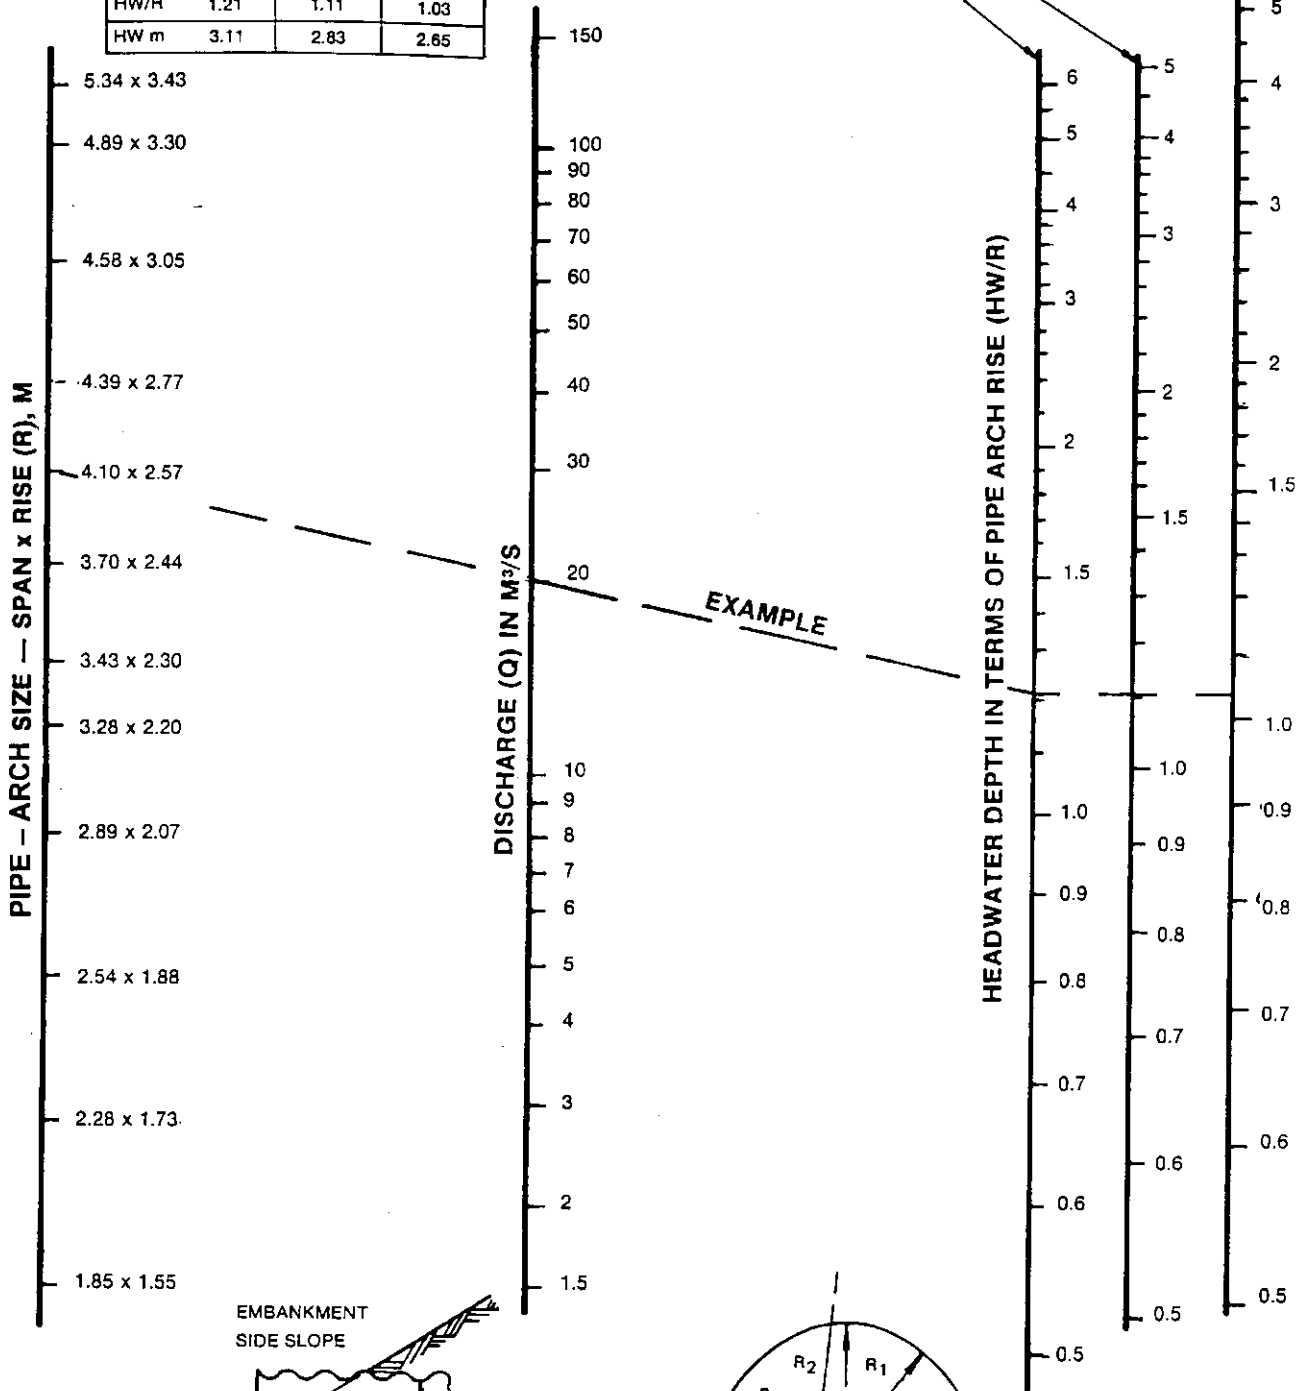 HW/R 1.21 1.11 1.03
HW m 3.11 2.83 2.65
PIPE – ARCH SIZE — SPAN x RISE (R), M
5.34 x 3.43
4.89 x 3.30
4.58 x 3.05
4.39 x 2.77
4.10 x 2.57
3.70 x 2.44
3.43 x 2.30
3.28 x 2.20
2.89 x 2.07
2.54 x 1.88
2.28 x 1.73
1.85 x 1.55
DISCHARGE (Q) IN M³/S
150
100
90
80
70
60
50
40
30
20
10
9
8
7
6
5
4
3
2
1.5
EXAMPLE
HEADWATER DEPTH IN TERMS OF PIPE ARCH RISE (HW/R)
6
5
4
3
2
1.5
1.0
0.9
0.8
0.7
0.6
0.5
5
4
3
2
1.5
1.0
0.9
0.8
0.7
0.6
0.5
5
4
3
2
1.5
1.0
0.9
0.8
0.7
0.6
0.5
EMBANKMENT
SIDE SLOPE
R2 R1